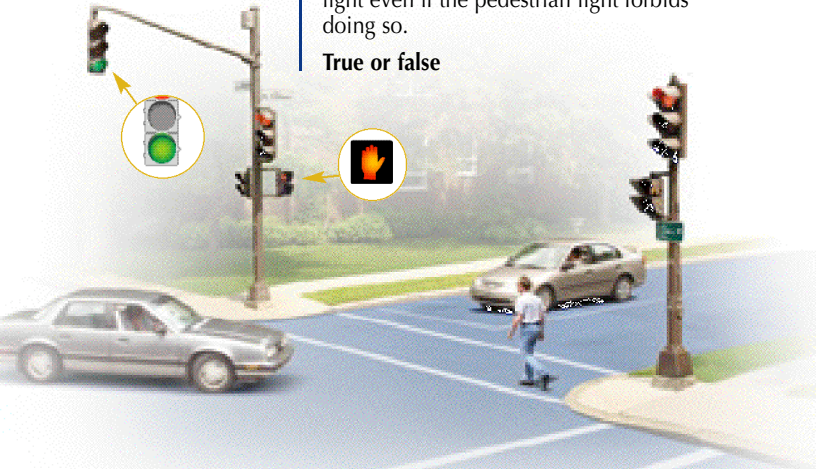 light even if the pedestrian light forbids
doing so.
True or false